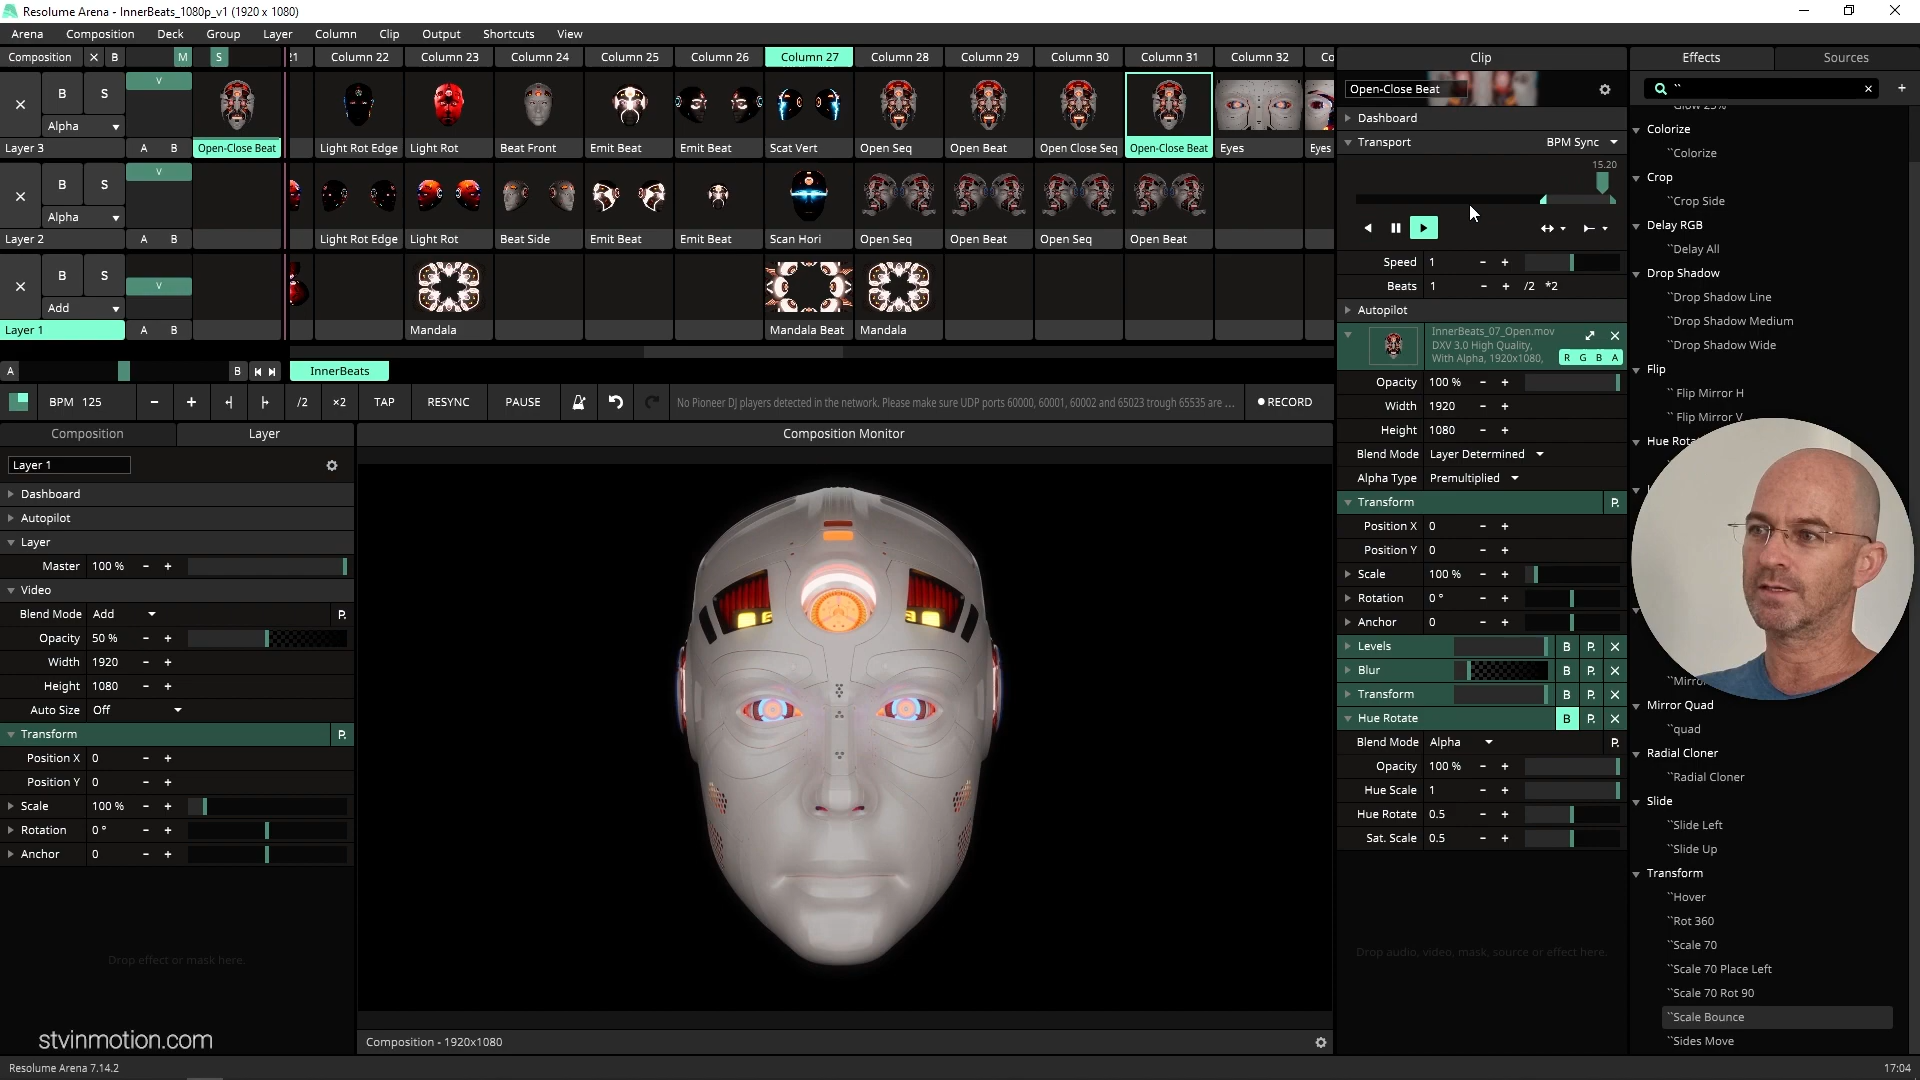 Resolume Arena - InnerBeats_1080p_v1 (1920 x 1080)
Arena Composition Deck Group Layer Column Clip Output Shortcuts View
Composition X B M S 21 Column 22 Column 23 Column 24 Column 25 Column 26 Column 27 Column 28 Column 29 Column 30 Column 31 Column 32 Co
B S V
Alpha
Layer 3 A B Open-Close Beat Light Rot Edge Light Rot Beat Front Emit Beat Emit Beat Scat Vert Open Seq Open Beat Open Close Seq Open-Close Beat Eyes Eyes
B S V
Alpha
Layer 2 A B Light Rot Edge Light Rot Beat Side Emit Beat Emit Beat Scan Hori Open Seq Open Beat Open Seq Open Beat
B S V
Add
Layer 1 A B Mandala Mandala Beat Mandala
A B InnerBeats
BPM 125 - + /2 ×2 TAP RESYNC PAUSE No Pioneer DJ players detected in the network. Please make sure UDP ports 60000, 60001, 60002 and 65023 trough 65535 are ... RECORD
Composition Layer
Layer 1
Dashboard
Autopilot
Layer
Master 100 % - +
Video
Blend Mode Add P.
Opacity 50 % - +
Width 1920 - +
Height 1080 - +
Auto Size Off
Transform P.
Position X 0 - +
Position Y 0 - +
Scale 100 % - +
Rotation 0 ° - +
Anchor 0 - +
Drop effect or mask here.
stvinmotion.com
Resolume Arena 7.14.2
Composition Monitor
Composition - 1920x1080
Clip
Open-Close Beat
Dashboard
Transport BPM Sync
15.20
Speed 1 - +
Beats 1 - + /2 *2
Autopilot
InnerBeats_07_Open.mov
DXV 3.0 High Quality,
With Alpha, 1920x1080, R G B A
Opacity 100 % - +
Width 1920 - +
Height 1080 - +
Blend Mode Layer Determined
Alpha Type Premultiplied
Transform P.
Position X 0 - +
Position Y 0 - +
Scale 100 % - +
Rotation 0 ° - +
Anchor 0 - +
Levels B P. X
Blur B P. X
Transform B P. X
Hue Rotate B P. X
Blend Mode Alpha P.
Opacity 100 % - +
Hue Scale 1 - +
Hue Rotate 0.5 - +
Sat. Scale 0.5 - +
Drop audio, video, mask, source or effect here.
Effects Sources
`` × +
Colorize
``Colorize
Crop
``Crop Side
Delay RGB
``Delay All
Drop Shadow
``Drop Shadow Line
``Drop Shadow Medium
``Drop Shadow Wide
Flip
`` Flip Mirror H
`` Flip Mirror V
Hue Rota
``Mirro
Mirror Quad
``quad
Radial Cloner
``Radial Cloner
Slide
``Slide Left
``Slide Up
Transform
``Hover
``Rot 360
``Scale 70
``Scale 70 Place Left
``Scale 70 Rot 90
``Scale Bounce
``Sides Move
17:04